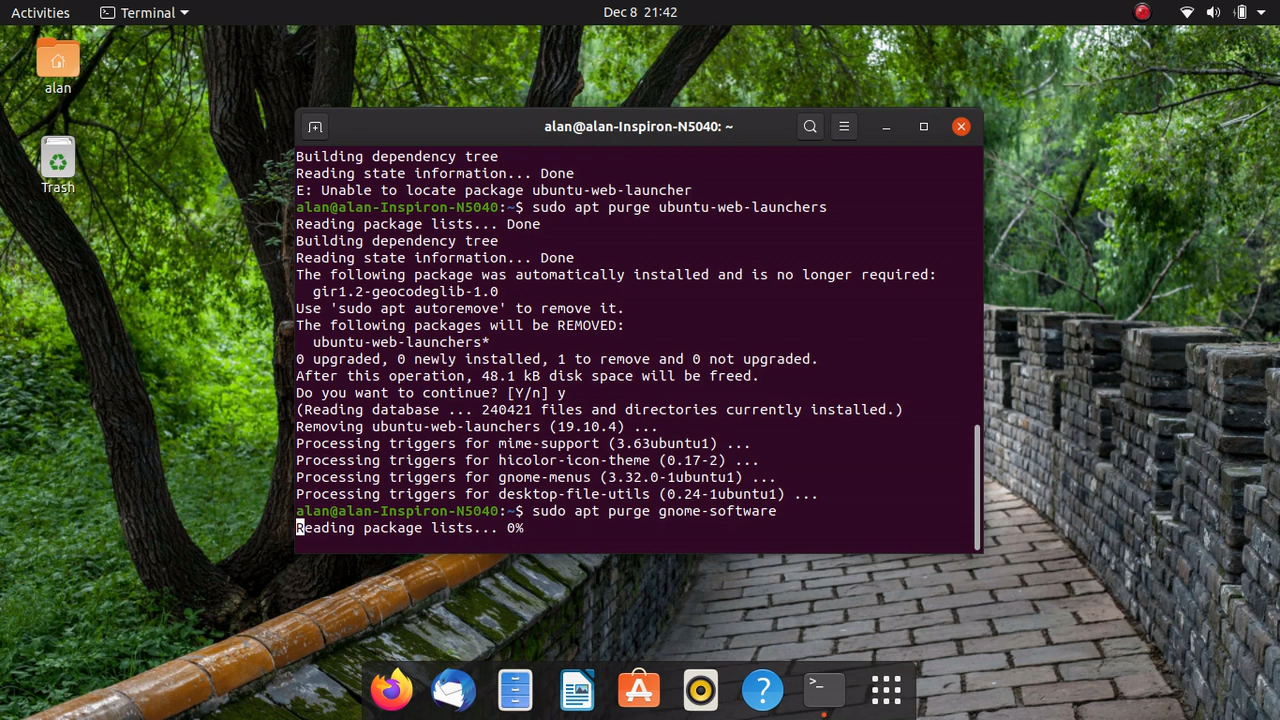 Activities
Terminal
Dec 8 21:42
alan
Trash
alan@alan-Inspiron-N5040: ~
Building dependency tree
Reading state information... Done
E: Unable to locate package ubuntu-web-launcher
alan@alan-Inspiron-N5040:~$ sudo apt purge ubuntu-web-launchers
Reading package lists... Done
Building dependency tree
Reading state information... Done
The following package was automatically installed and is no longer required:
  gir1.2-geocodeglib-1.0
Use 'sudo apt autoremove' to remove it.
The following packages will be REMOVED:
  ubuntu-web-launchers*
0 upgraded, 0 newly installed, 1 to remove and 0 not upgraded.
After this operation, 48.1 kB disk space will be freed.
Do you want to continue? [Y/n] y
(Reading database ... 240421 files and directories currently installed.)
Removing ubuntu-web-launchers (19.10.4) ...
Processing triggers for mime-support (3.63ubuntu1) ...
Processing triggers for hicolor-icon-theme (0.17-2) ...
Processing triggers for gnome-menus (3.32.0-1ubuntu1) ...
Processing triggers for desktop-file-utils (0.24-1ubuntu1) ...
alan@alan-Inspiron-N5040:~$ sudo apt purge gnome-software
Reading package lists... 0%